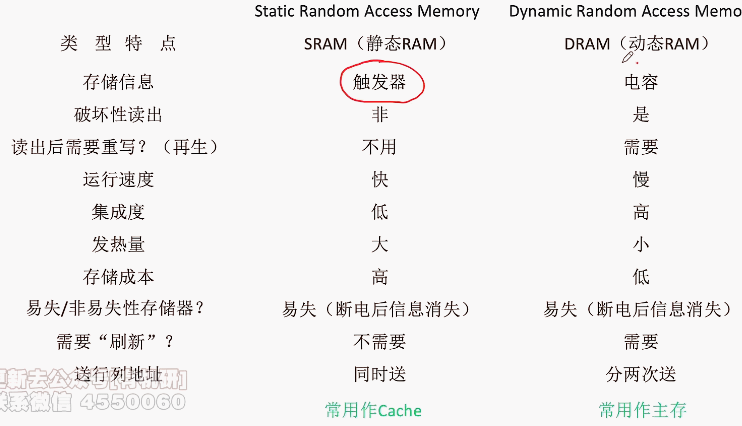 Static Random Access Memory Dynamic Random Access Memo
类 型 特 点 SRAM（静态RAM） DRAM（动态RAM）
存储信息 触发器 电容
破坏性读出 非 是
读出后需要重写？（再生） 不用 需要
运行速度 快 慢
集成度 低 高
发热量 大 小
存储成本 高 低
易失/非易失性存储器？ 易失（断电后信息消失） 易失（断电后信息消失）
需要“刷新”？ 不需要 需要
送行列地址 同时送 分两次送
常用作Cache 常用作主存
新去公众号 研]
系微信 4550060